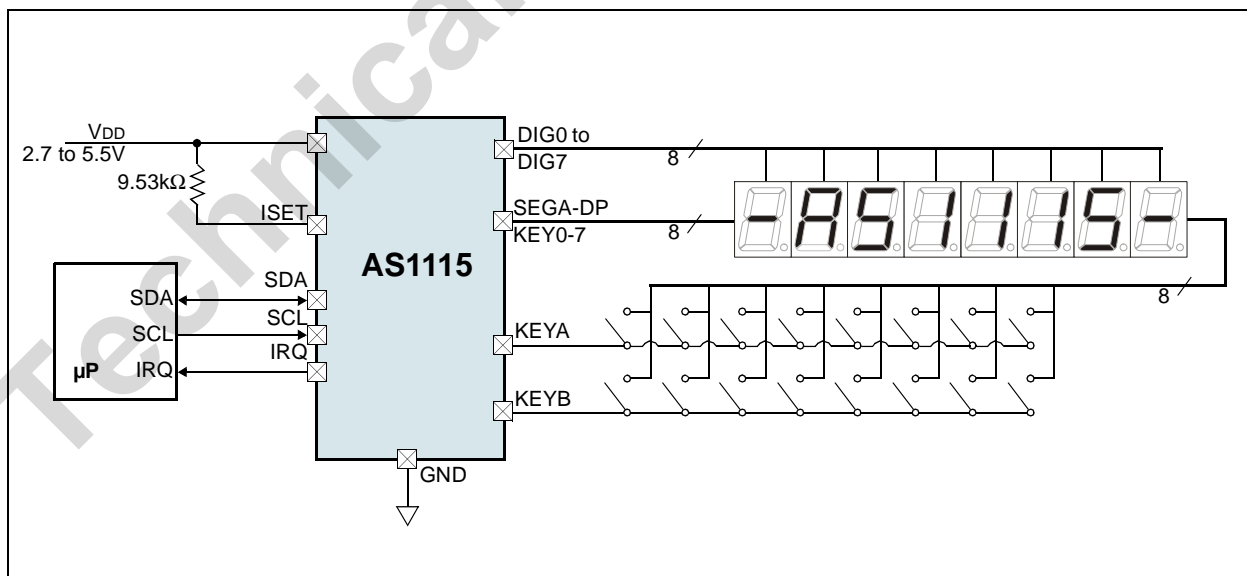 Technica
VDD
2.7 to 5.5V
9.53kΩ
ISET
AS1115
DIG0 to
DIG7
8
SEGA-DP
KEY0-7
8
-AS1115-
8
SDA
SCL
IRQ
µP
SDA
SCL
IRQ
KEYA
KEYB
GND